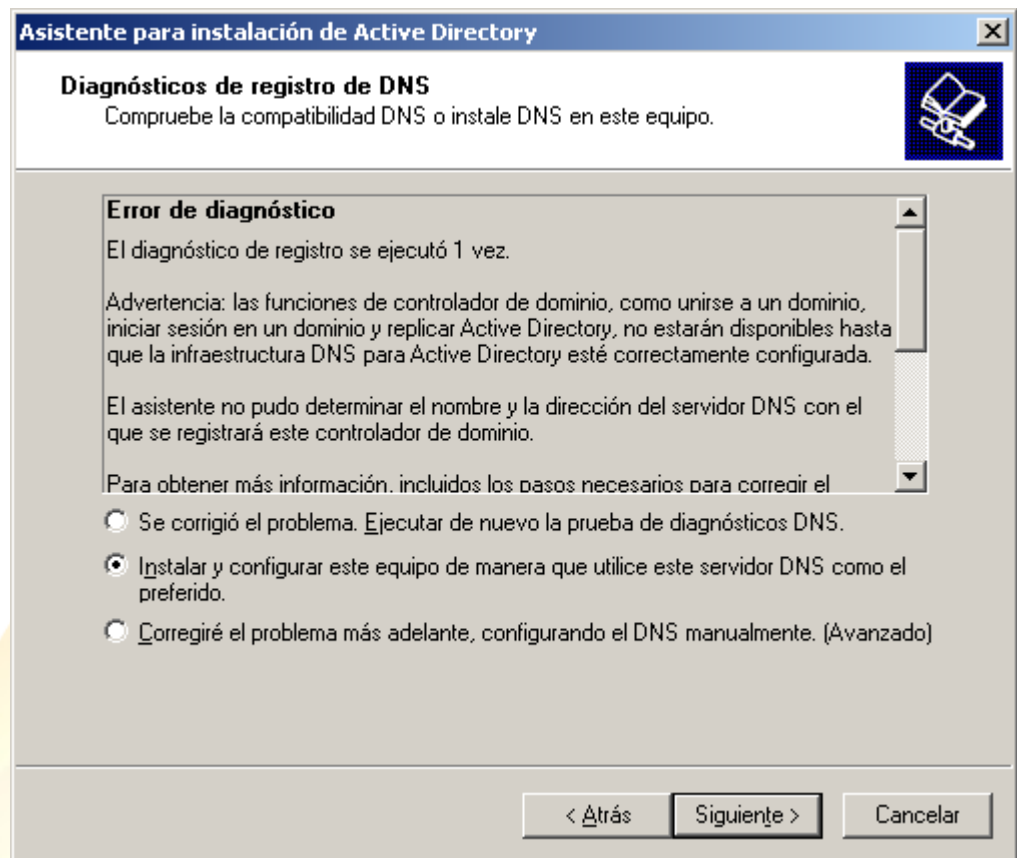 Asistente para instalación de Active Directory
Diagnósticos de registro de DNS
Compruebe la compatibilidad DNS o instale DNS en este equipo.
Error de diagnóstico
El diagnóstico de registro se ejecutó 1 vez.
Advertencia: las funciones de controlador de dominio, como unirse a un dominio,
iniciar sesión en un dominio y replicar Active Directory, no estarán disponibles hasta
que la infraestructura DNS para Active Directory esté correctamente configurada.
El asistente no pudo determinar el nombre y la dirección del servidor DNS con el
que se registrará este controlador de dominio.
Para obtener más información, incluidos los pasos necesarios para corregir el
Se corrigió el problema. Ejecutar de nuevo la prueba de diagnósticos DNS.
Instalar y configurar este equipo de manera que utilice este servidor DNS como el
preferido.
Corregiré el problema más adelante, configurando el DNS manualmente. (Avanzado)
< Atrás
Siguiente >
Cancelar